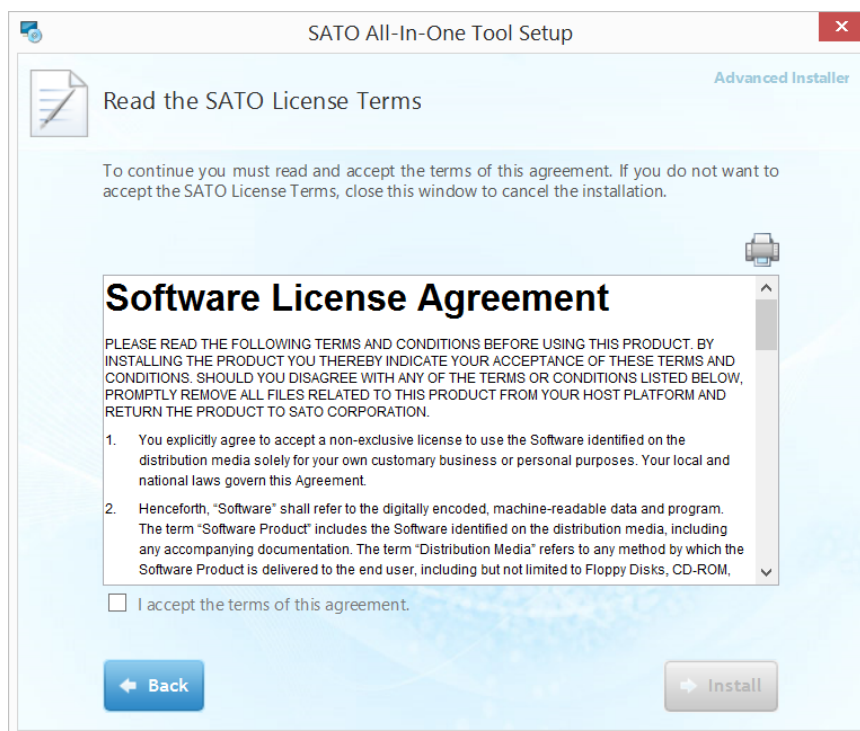 SATO All-In-One Tool Setup
Advanced Installer
Read the SATO License Terms
To continue you must read and accept the terms of this agreement. If you do not want to
accept the SATO License Terms, close this window to cancel the installation.
Software License Agreement
PLEASE READ THE FOLLOWING TERMS AND CONDITIONS BEFORE USING THIS PRODUCT. BY
INSTALLING THE PRODUCT YOU THEREBY INDICATE YOUR ACCEPTANCE OF THESE TERMS AND
CONDITIONS. SHOULD YOU DISAGREE WITH ANY OF THE TERMS OR CONDITIONS LISTED BELOW,
PROMPTLY REMOVE ALL FILES RELATED TO THIS PRODUCT FROM YOUR HOST PLATFORM AND
RETURN THE PRODUCT TO SATO CORPORATION.
1. You explicitly agree to accept a non-exclusive license to use the Software identified on the
distribution media solely for your own customary business or personal purposes. Your local and
national laws govern this Agreement.
2. Henceforth, “Software” shall refer to the digitally encoded, machine-readable data and program.
The term “Software Product” includes the Software identified on the distribution media, including
any accompanying documentation. The term “Distribution Media” refers to any method by which the
Software Product is delivered to the end user, including but not limited to Floppy Disks, CD-ROM,
I accept the terms of this agreement.
Back
Install